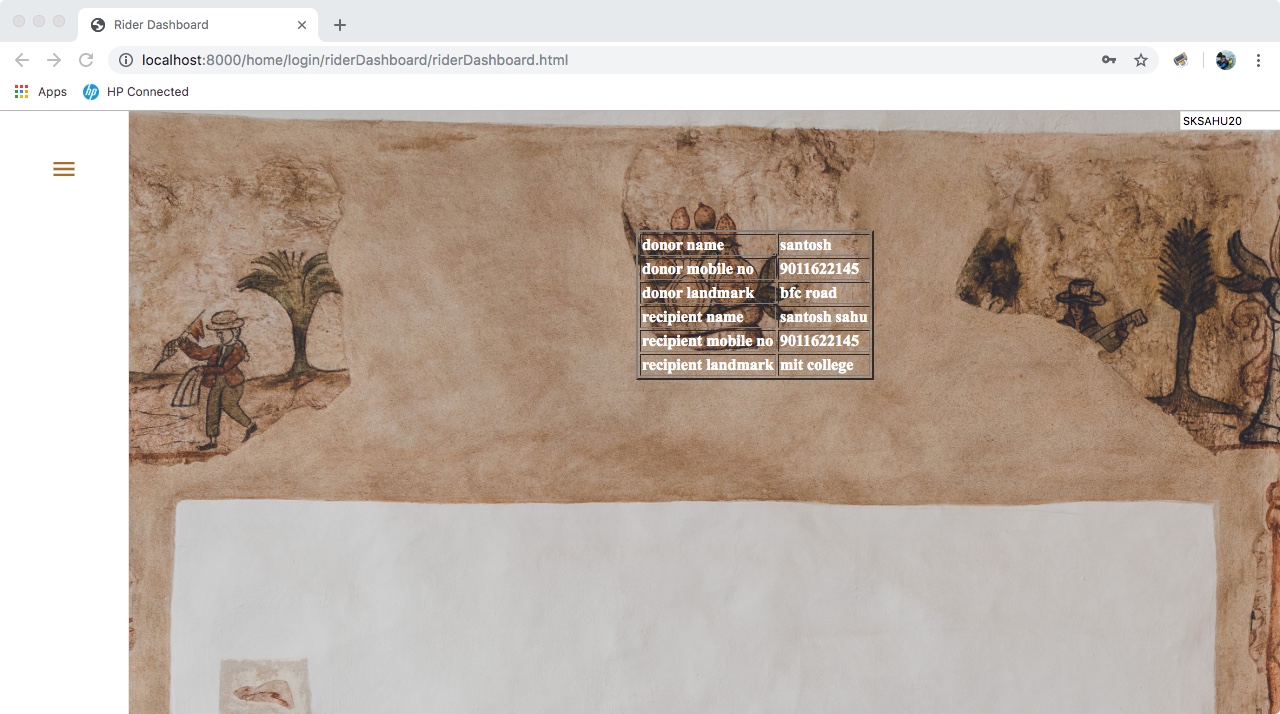 Rider Dashboard
localhost:8000/home/login/riderDashboard/riderDashboard.html
Apps hp HP Connected
SKSAHU20
donor name santosh
donor mobile no 9011622145
donor landmark bfc road
recipient name santosh sahu
recipient mobile no 9011622145
recipient landmark mit college